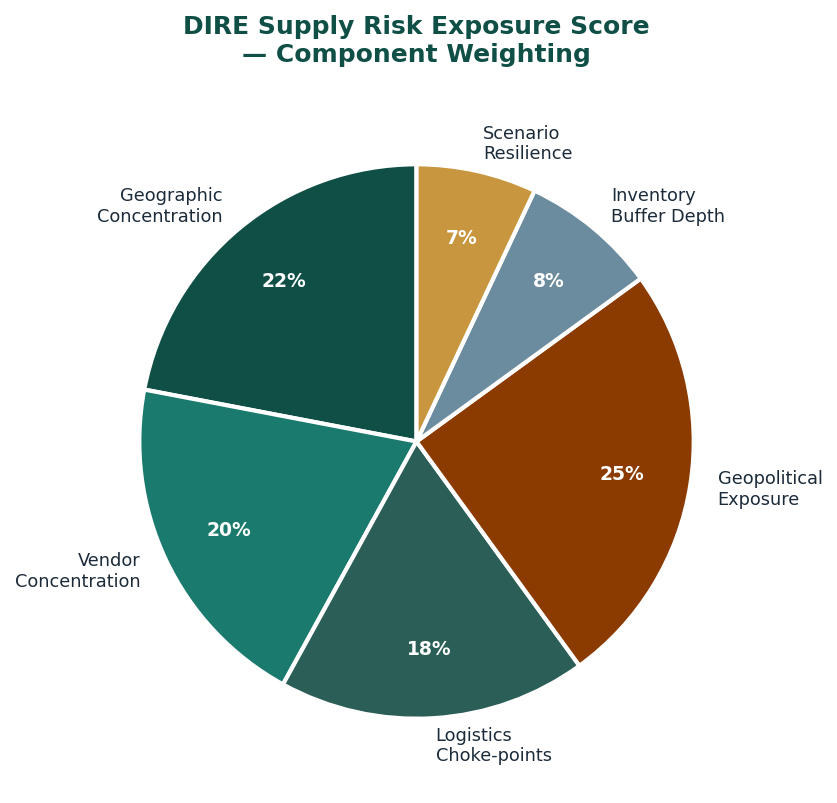 DIRE Supply Risk Exposure Score
— Component Weighting
Scenario
Resilience
Geographic
Concentration
Inventory
Buffer Depth
7%
22%
8%
Geopolitical
Exposure
25%
20%
Vendor
Concentration
18%
Logistics
Choke-points